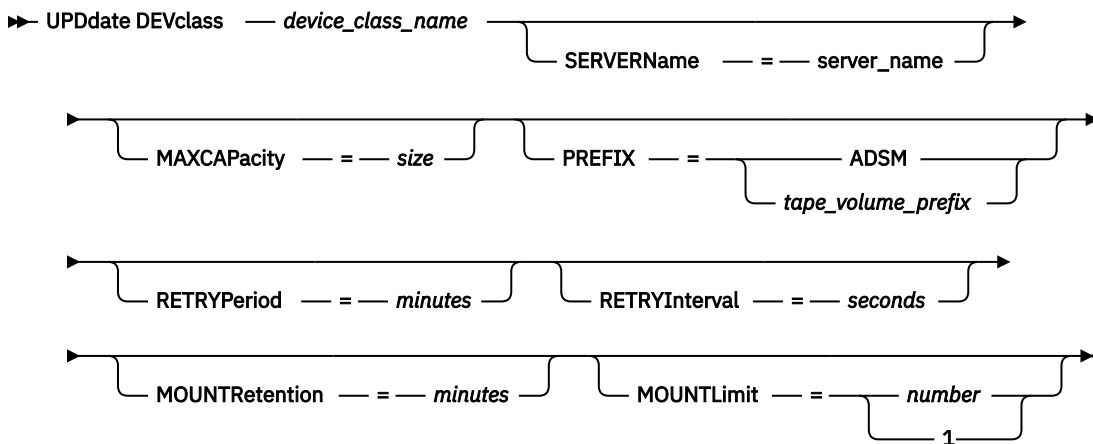 UPDdate DEVclass device_class_name
SERVERName = server_name
MAXCAPacity = size PREFIX = ADSM
tape_volume_prefix
RETRYPeriod = minutes RETRYInterval = seconds
MOUNTRetention = minutes MOUNTLimit = number
1